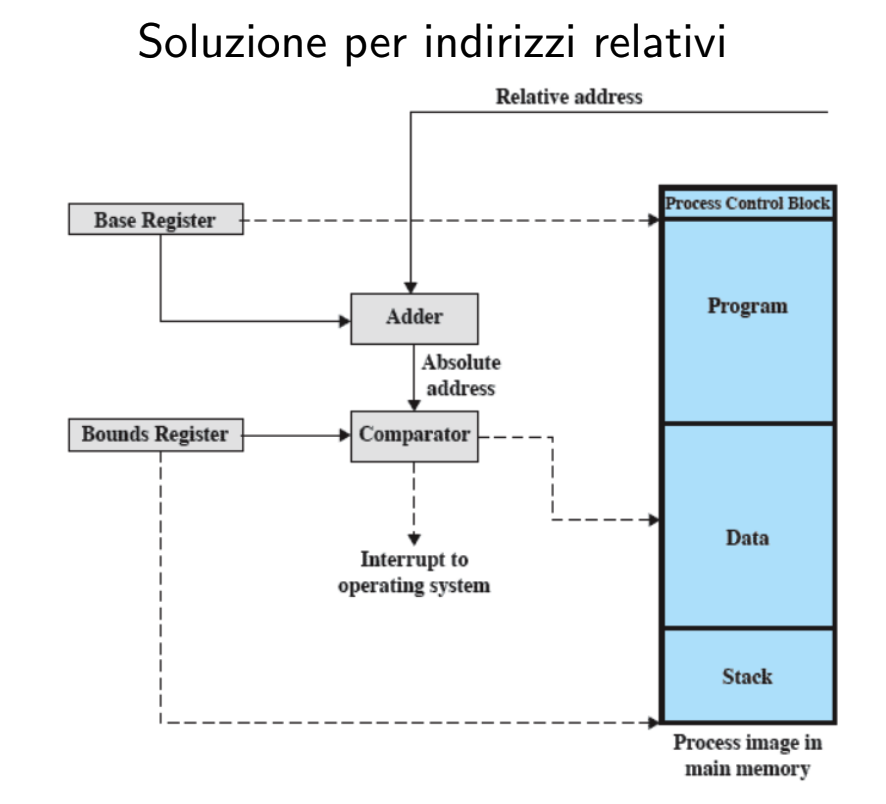 Soluzione per indirizzi relativi
Relative address
Base Register
Process Control Block
Program
Adder
Absolute
address
Bounds Register
Comparator
Data
Interrupt to
operating system
Stack
Process image in
main memory